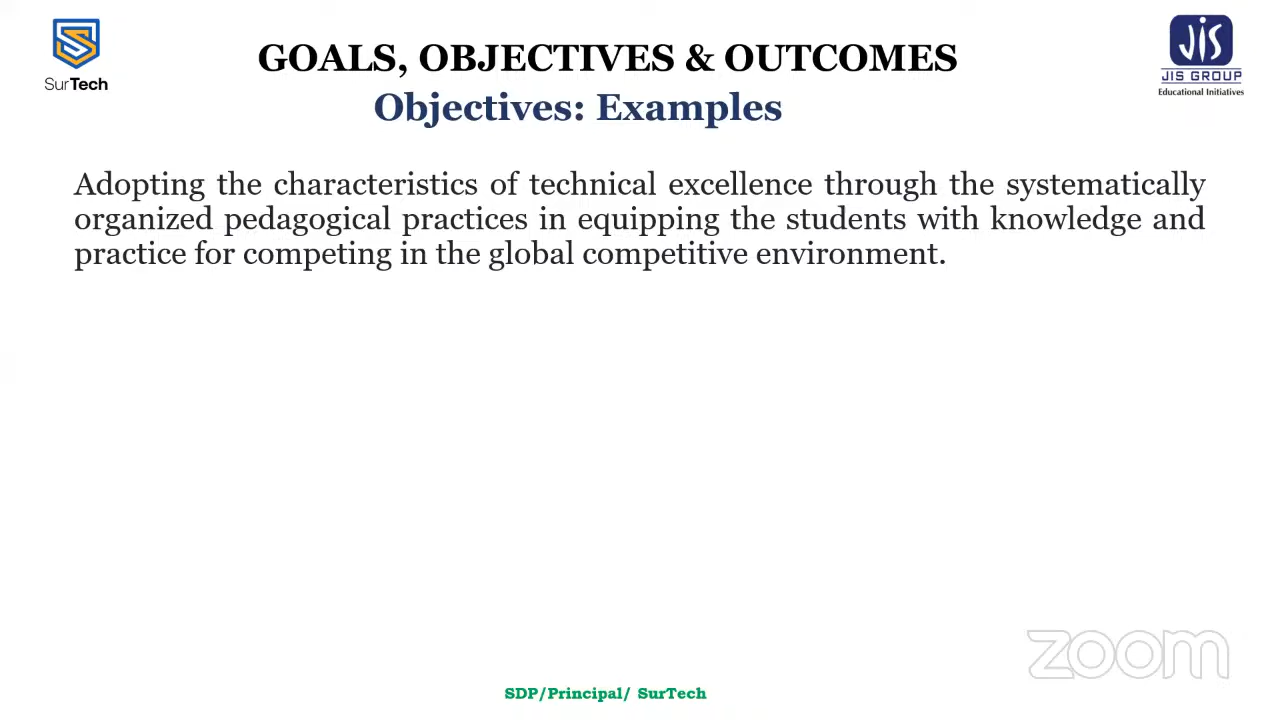 SurTech
GOALS, OBJECTIVES & OUTCOMES
Objectives: Examples
JIS
JIS GROUP
Educational Initiatives
Adopting the characteristics of technical excellence through the systematically
organized pedagogical practices in equipping the students with knowledge and
practice for competing in the global competitive environment.
zoom
SDP/Principal/ SurTech